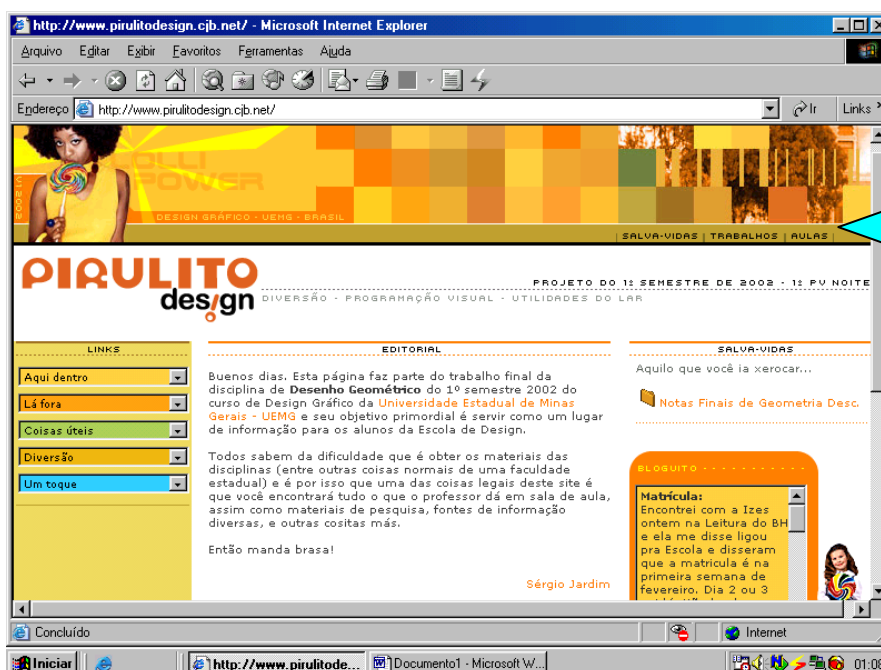 http://www.pirulitodesign.cjb.net/ - Microsoft Internet Explorer
Arquivo Editar Exibir Favoritos Ferramentas Ajuda
Endereço http://www.pirulitodesign.cjb.net/ Ir Links
LOLLI
POWER
2002 V1
DESIGN GRÁFICO - UEMG - BRASIL
| SALVA-VIDAS | TRABALHOS | AULAS |
PIRULITO
design
PROJETO DO 1º SEMESTRE DE 2002 - 1º PV NOITE
DIVERSÃO - PROGRAMAÇÃO VISUAL - UTILIDADES DO LAR
LINKS
Aqui dentro
Lá fora
Coisas úteis
Diversão
Um toque
EDITORIAL
Buenos dias. Esta página faz parte do trabalho final da
disciplina de Desenho Geométrico do 1º semestre 2002 do
curso de Design Gráfico da Universidade Estadual de Minas
Gerais - UEMG e seu objetivo primordial é servir como um lugar
de informação para os alunos da Escola de Design.
Todos sabem da dificuldade que é obter os materiais das
disciplinas (entre outras coisas normais de uma faculdade
estadual) e é por isso que uma das coisas legais deste site é
que você encontrará tudo o que o professor dá em sala de aula,
assim como materiais de pesquisa, fontes de informação
diversas, e outras cositas más.
Então manda brasa!
Sérgio Jardim
SALVA-VIDAS
Aquilo que você ia xerocar...
Notas Finais de Geometria Desc.
BLOGUITO - - - - - - - - - - -
Matrícula:
Encontrei com a Izes
ontem na Leitura do BH
e ela me disse ligou
pra Escola e disseram
que a matricula é na
primeira semana de
fevereiro. Dia 2 ou 3
Concluído
Internet
Iniciar
http://www.pirulitode...
Documento1 - Microsoft W...
01:08